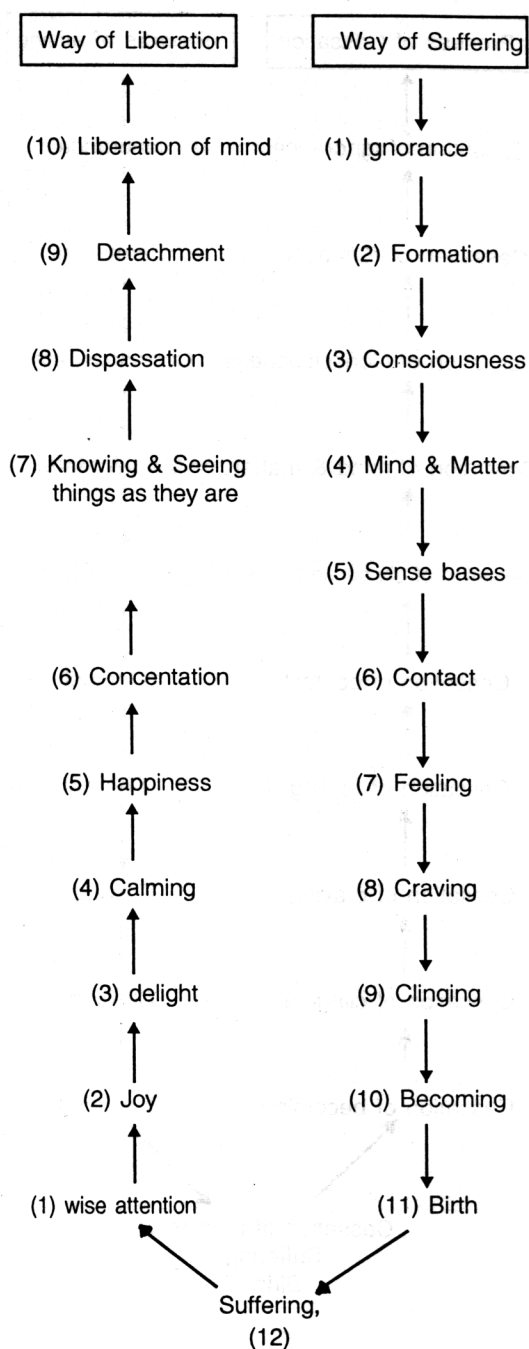 Way of Liberation
Way of Suffering
(10) Liberation of mind
(1) Ignorance
(9) Detachment
(2) Formation
(8) Dispassation
(3) Consciousness
(7) Knowing & Seeing
things as they are
(4) Mind & Matter
(5) Sense bases
(6) Concentation
(6) Contact
(5) Happiness
(7) Feeling
(4) Calming
(8) Craving
(3) delight
(9) Clinging
(2) Joy
(10) Becoming
(1) wise attention
(11) Birth
Suffering,
(12)